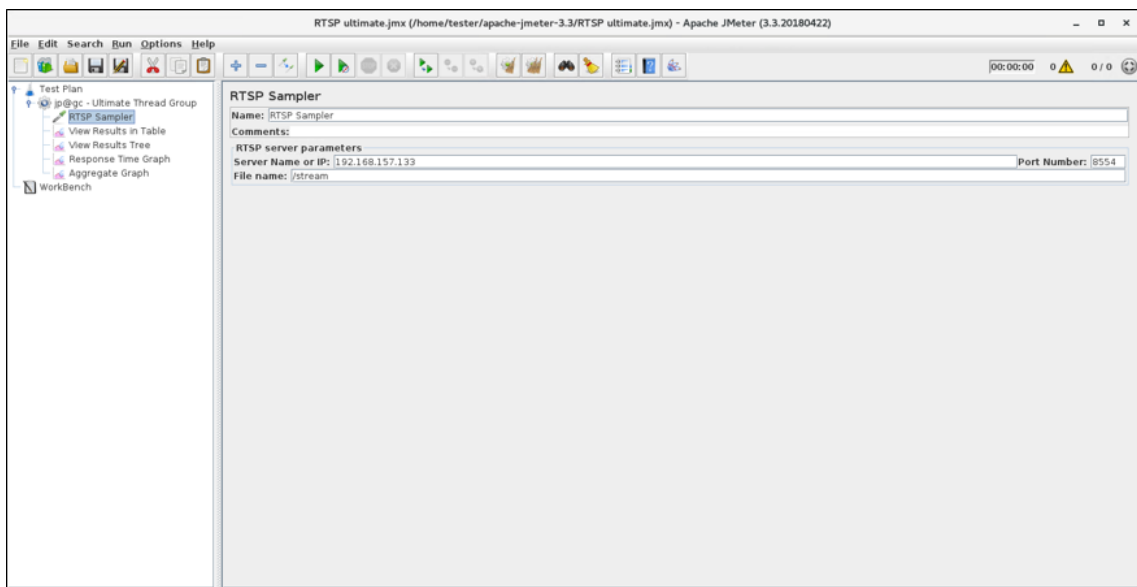 RTSP ultimate.jmx (/home/tester/apache-jmeter-3.3/RTSP ultimate.jmx) - Apache JMeter (3.3.20180422)
File Edit Search Run Options Help
00:00:00 0 0 / 0
Test Plan
jp@gc - Ultimate Thread Group
RTSP Sampler
View Results in Table
View Results Tree
Response Time Graph
Aggregate Graph
WorkBench
RTSP Sampler
Name: RTSP Sampler
Comments:
RTSP server parameters
Server Name or IP: 192.168.157.133 Port Number: 8554
File name: /stream